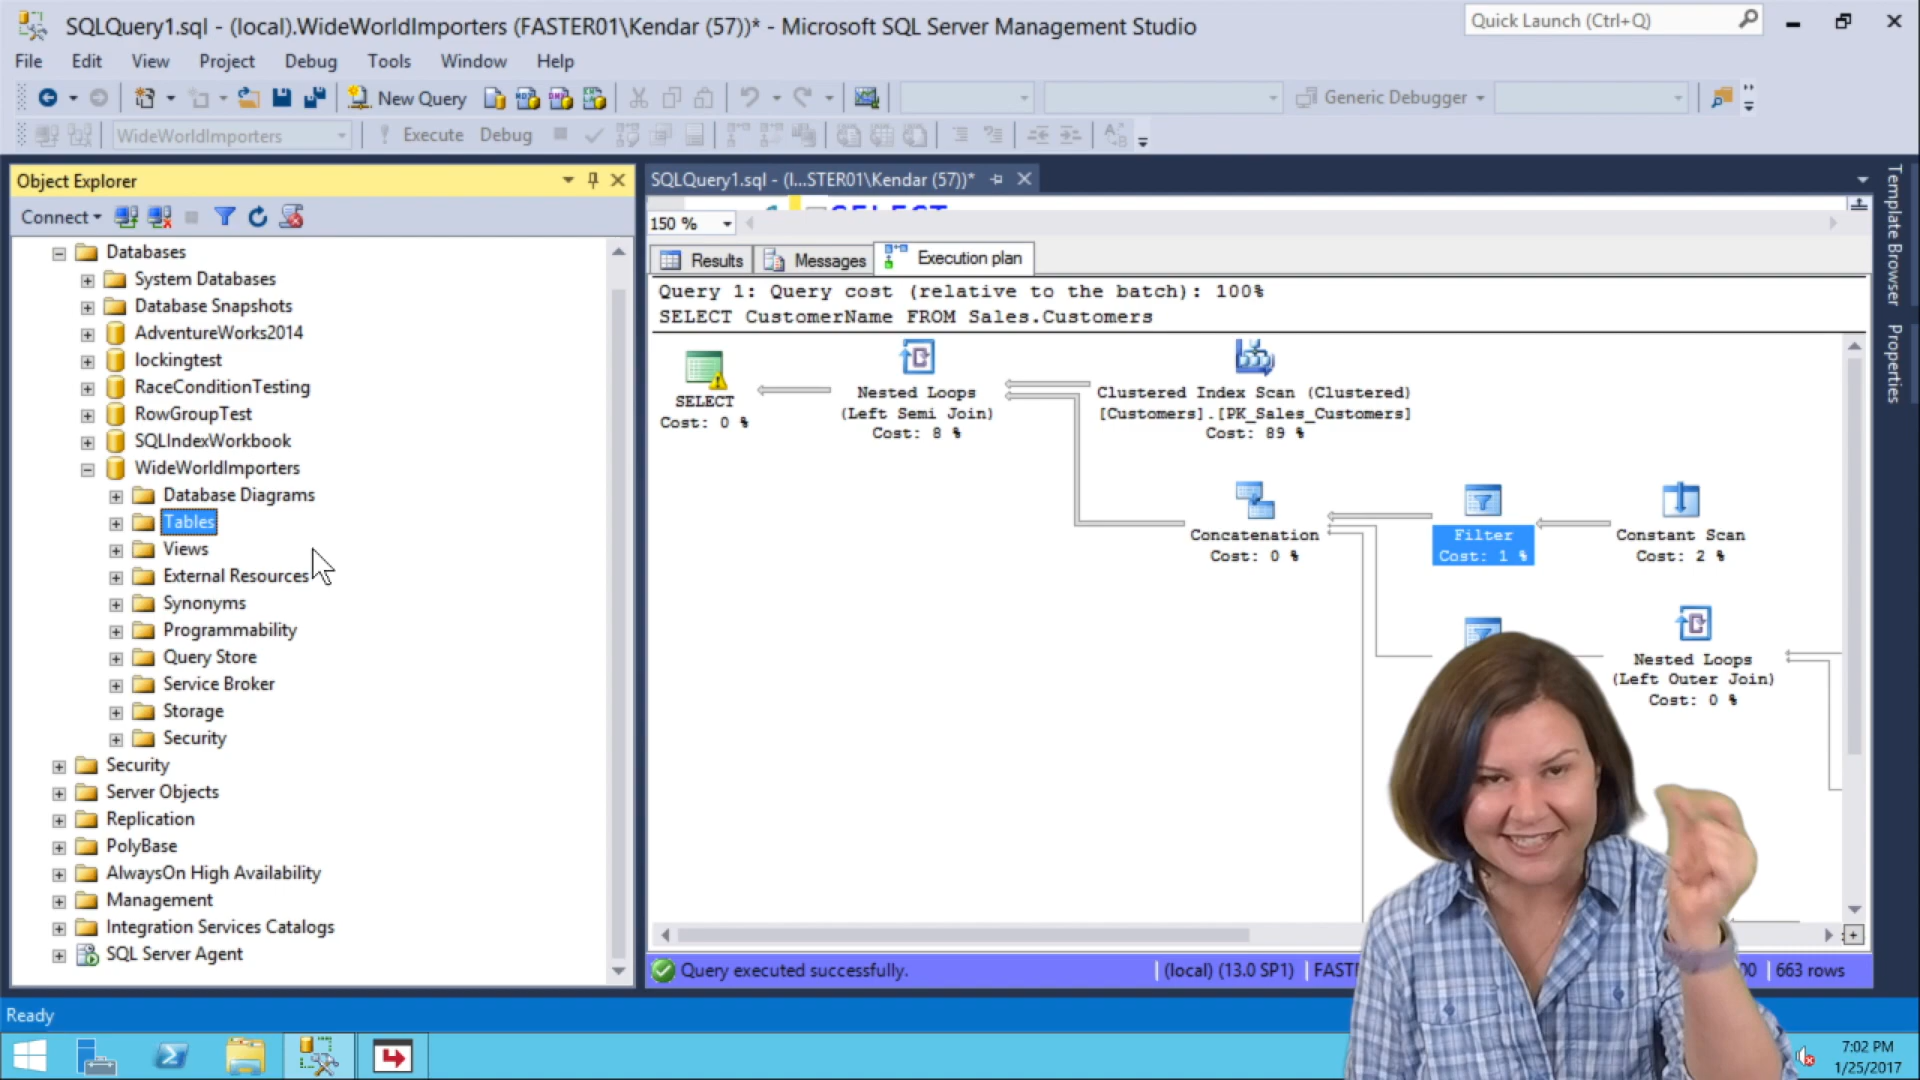 SQLQuery1.sql - (local).WideWorldImporters (FASTER01\Kendar (57))* - Microsoft SQL Server Management Studio
Quick Launch (Ctrl+Q)
File Edit View Project Debug Tools Window Help
New Query
Generic Debugger
WideWorldImporters
Execute Debug
Object Explorer
Connect
Databases
System Databases
Database Snapshots
AdventureWorks2014
lockingtest
RaceConditionTesting
RowGroupTest
SQLIndexWorkbook
WideWorldImporters
Database Diagrams
Tables
Views
External Resources
Synonyms
Programmability
Query Store
Service Broker
Storage
Security
Security
Server Objects
Replication
PolyBase
AlwaysOn High Availability
Management
Integration Services Catalogs
SQL Server Agent
SQLQuery1.sql - (l...STER01\Kendar (57))*
SELECT
150 %
Results Messages Execution plan
Query 1: Query cost (relative to the batch): 100%
SELECT CustomerName FROM Sales.Customers
SELECT
Cost: 0 %
Nested Loops
(Left Semi Join)
Cost: 8 %
Clustered Index Scan (Clustered)
[Customers].[PK_Sales_Customers]
Cost: 89 %
Concatenation
Cost: 0 %
Filter
Cost: 1 %
Constant Scan
Cost: 2 %
Nested Loops
(Left Outer Join)
Cost: 0 %
Query executed successfully.
(local) (13.0 SP1)
663 rows
Template Browser
Properties
Ready
7:02 PM
1/25/2017